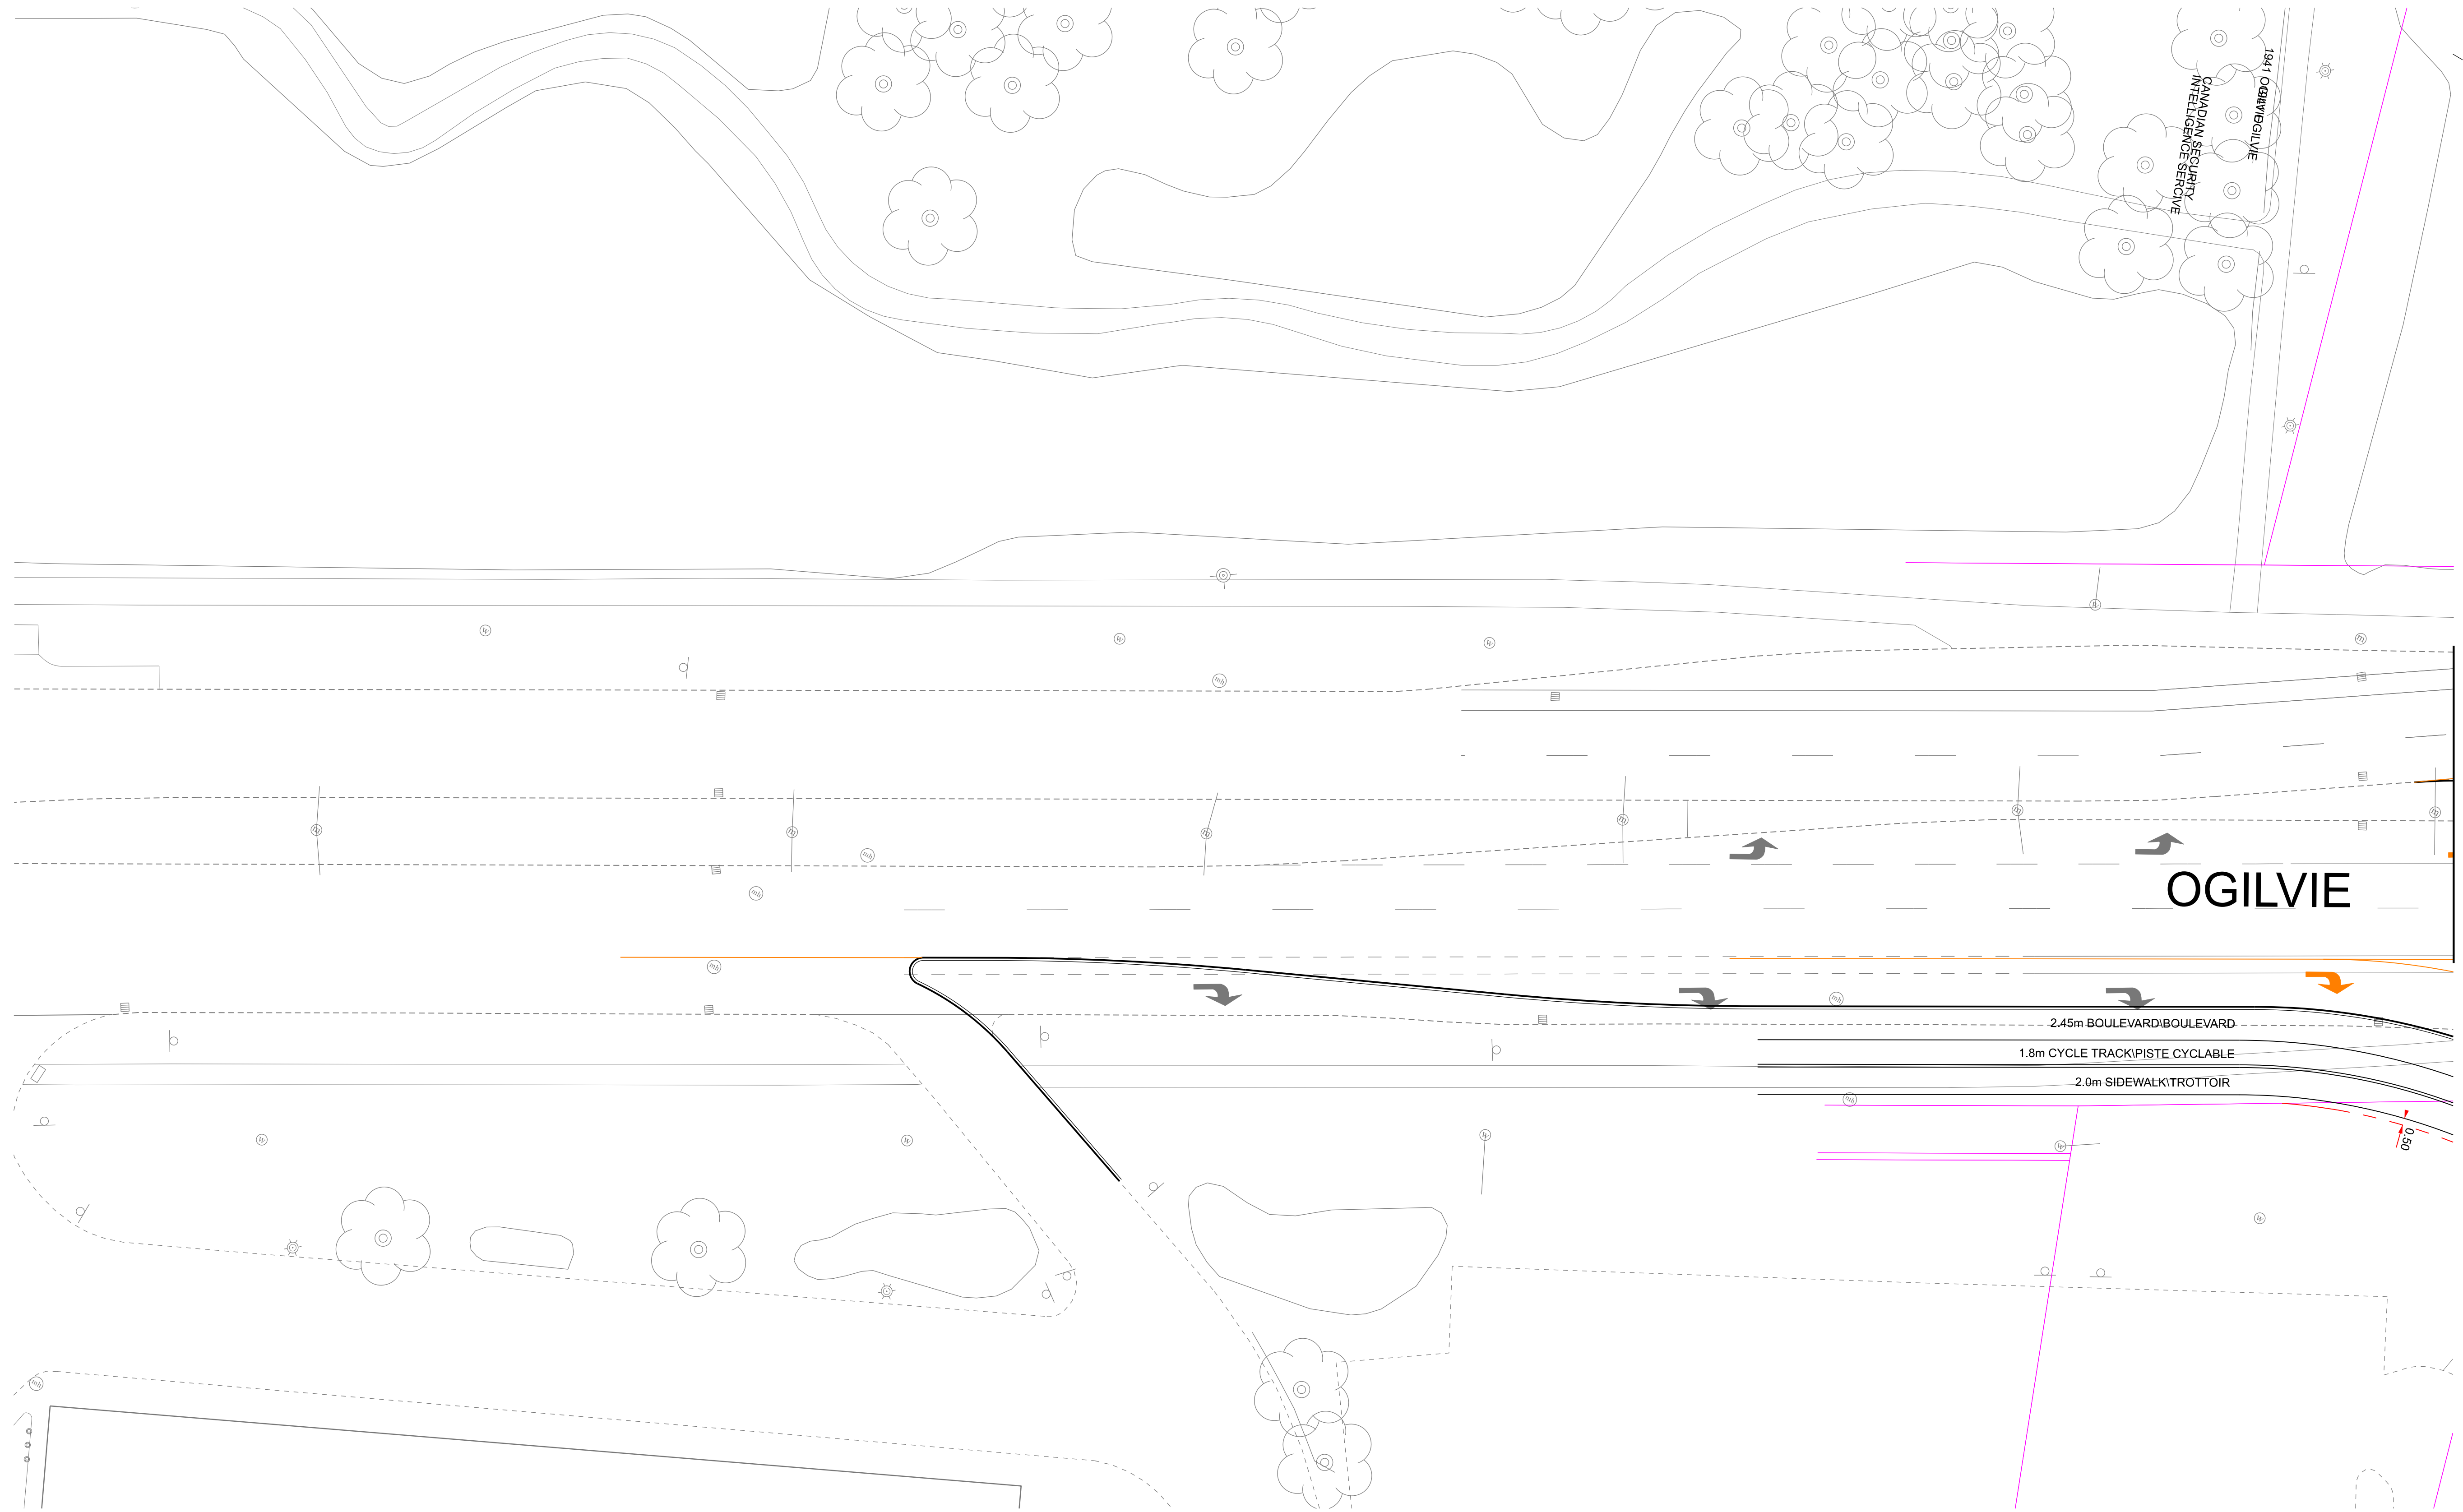 1941 OGILVIE
OGILVIE
CANADIAN SECURITY
INTELLIGENCE SERCIVE
OGILVIE
2.45m BOULEVARD\BOULEVARD
1.8m CYCLE TRACK\PISTE CYCLABLE
2.0m SIDEWALK\TROTTOIR
0.50